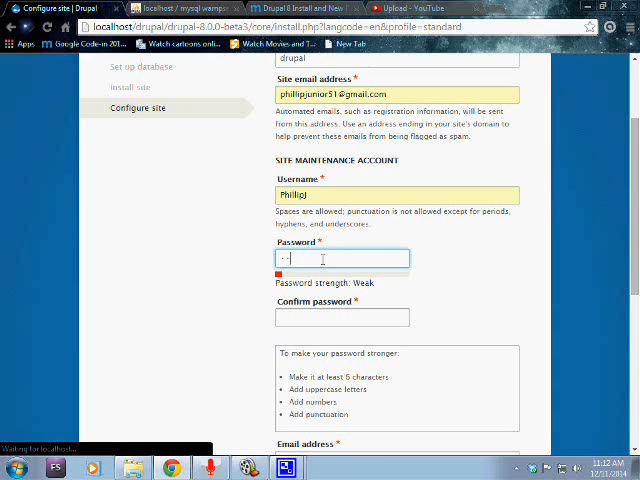 Configure site | Drupal
localhost / mysql wampse
Drupal 8 Install and New
Upload - YouTube
localhost/drupal/drupal-8.0.0-beta3/core/install.php?langcode=en&profile=standard
Apps
Google Code-in 201...
Watch cartoons onli...
Watch Movies and T...
New Tab
Set up database
Install site
Configure site
drupal
Site email address *
phillipjunior51@gmail.com
Automated emails, such as registration information, will be sent
from this address. Use an address ending in your site's domain to
help prevent these emails from being flagged as spam.
SITE MAINTENANCE ACCOUNT
Username *
PhillipJ
Spaces are allowed; punctuation is not allowed except for periods,
hyphens, and underscores.
Password *
Password strength: Weak
Confirm password *
To make your password stronger:
Make it at least 6 characters
Add uppercase letters
Add numbers
Add punctuation
Email address *
Waiting for localhost...
FS
11:12 AM
12/11/2014